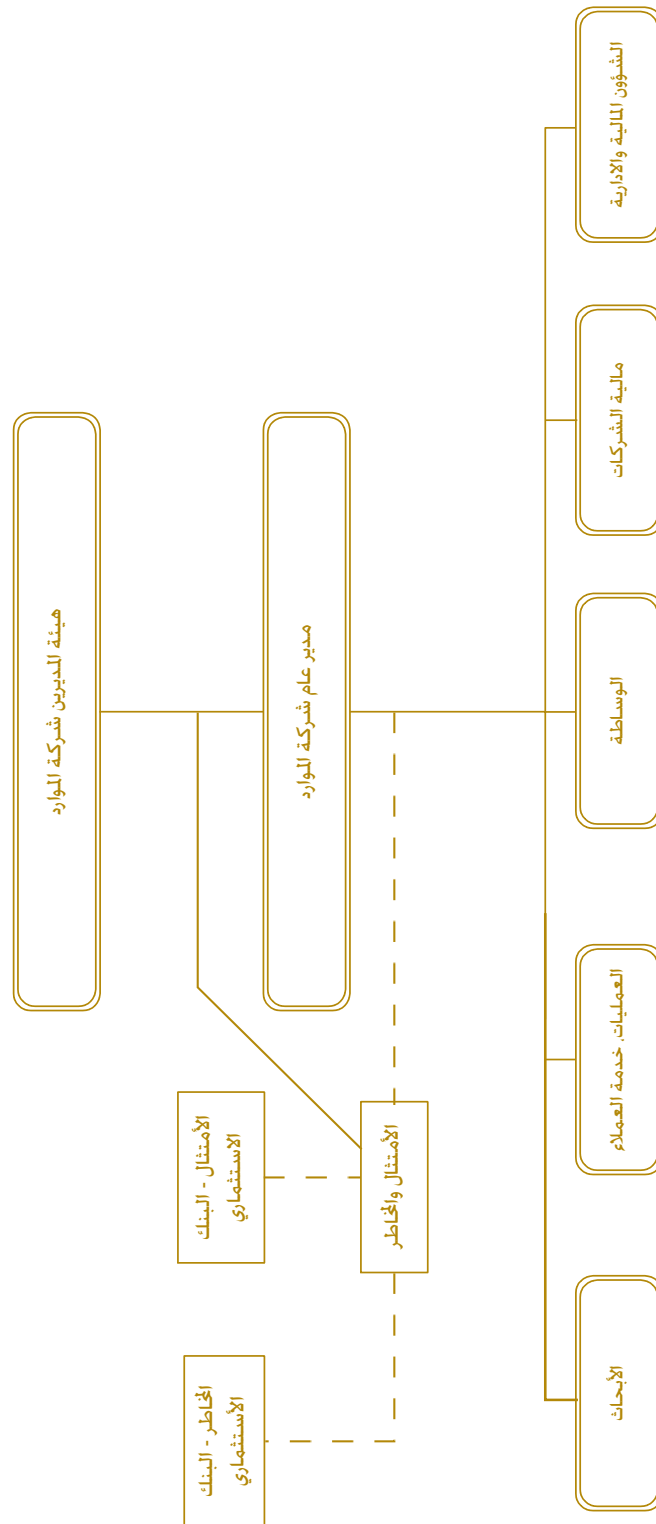 هيئة المديرين شركة الموارد
مدير عام شركة الموارد
الأمتثال - البنك
الاستثماري
المخاطر - البنك
الأستثماري
الأمتثال والمخاطر
الشؤون المالية والادارية
مالية الشركات
الوساطة
العمليات, خدمة العملاء
الأبحاث